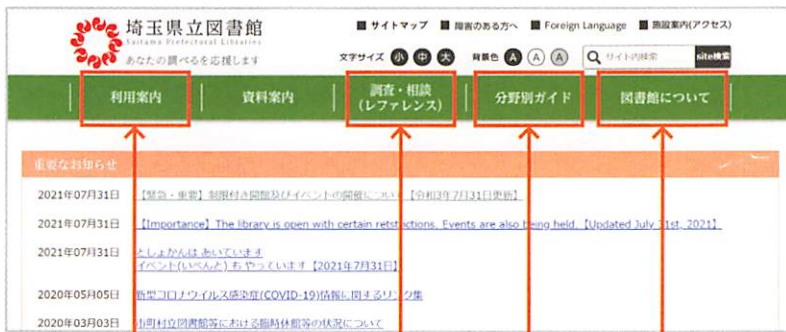 埼玉県立図書館
Saitama Prefectural Libraries
あなたの調べるを応援します
サイトマップ 障害のある方へ Foreign Language 施設案内(アクセス)
文字サイズ 小 中 大 背景色 A A A サイト内検索 site検索
利用案内 資料案内 調査・相談 (レファレンス) 分野別ガイド 図書館について
重要なお知らせ
2021年07月31日 【緊急・重要】制限付き開館及びイベントの開催について【令和3年7月31日更新】
2021年07月31日 【Importance】The library is open with certain retstrictions. Events are also being held.【Updated July 31st, 2021】
2021年07月31日 としょかんは あいています
イベント(いべんと) も やっています【2021年7月31日】
2020年05月05日 新型コロナウイルス感染症(COVID-19)情報に関するリンク集
2020年03月03日 市町村立図書館等における臨時休館等の状況について